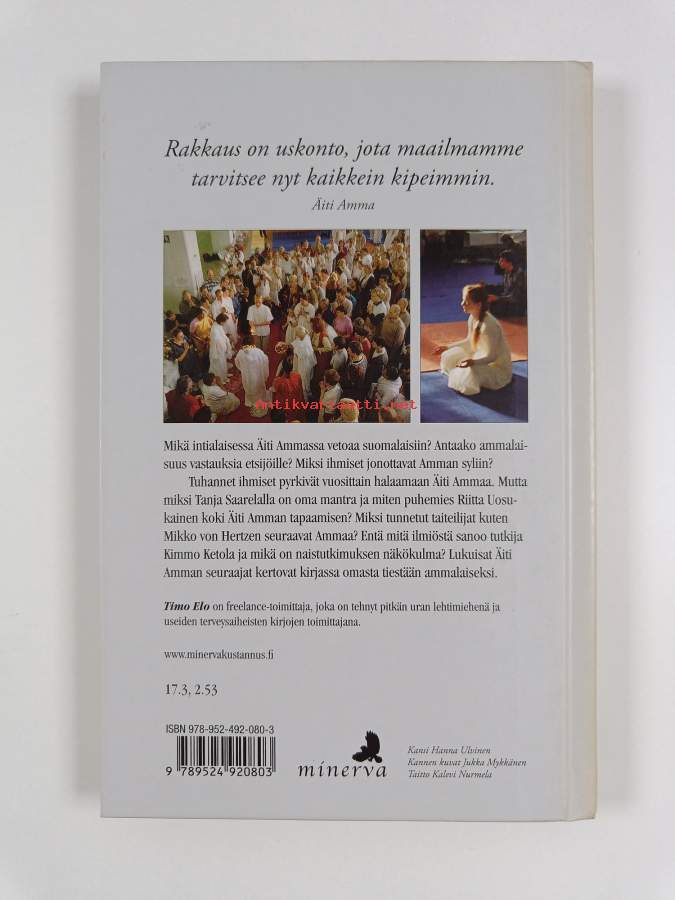 Rakkaus on uskonto, jota maailmamme
tarvitsee nyt kaikkein kipeimmin.
Äiti Amma
Antikvariaatti.net
Mikä intialaisessa Äiti Ammassa vetoaa suomalaisiin? Antaako ammalai-
suus vastauksia etsijöille? Miksi ihmiset jonottavat Amman syliin?
Tuhannet ihmiset pyrkivät vuosittain halaamaan Äiti Ammaa. Mutta
miksi Tanja Saarelalla on oma mantra ja miten puhemies Riitta Uosu-
kainen koki Äiti Amman tapaamisen? Miksi tunnetut taiteilijat kuten
Mikko von Hertzen seuraavat Ammaa? Entä mitä ilmiöstä sanoo tutkija
Kimmo Ketola ja mikä on naistutkimuksen näkökulma? Lukuisat Äiti
Amman seuraajat kertovat kirjassa omasta tiestään ammalaiseksi.
Timo Elo on freelance-toimittaja, joka on tehnyt pitkän uran lehtimiehenä ja
useiden terveysaiheisten kirjojen toimittajana.
www.minervakustannus.fi
17.3, 2.53
ISBN 978-952-492-080-3
9 789524 920803
minerva
Kansi Hanna Ulvinen
Kannen kuvat Jukka Mykkänen
Taitto Kalevi Nurmela